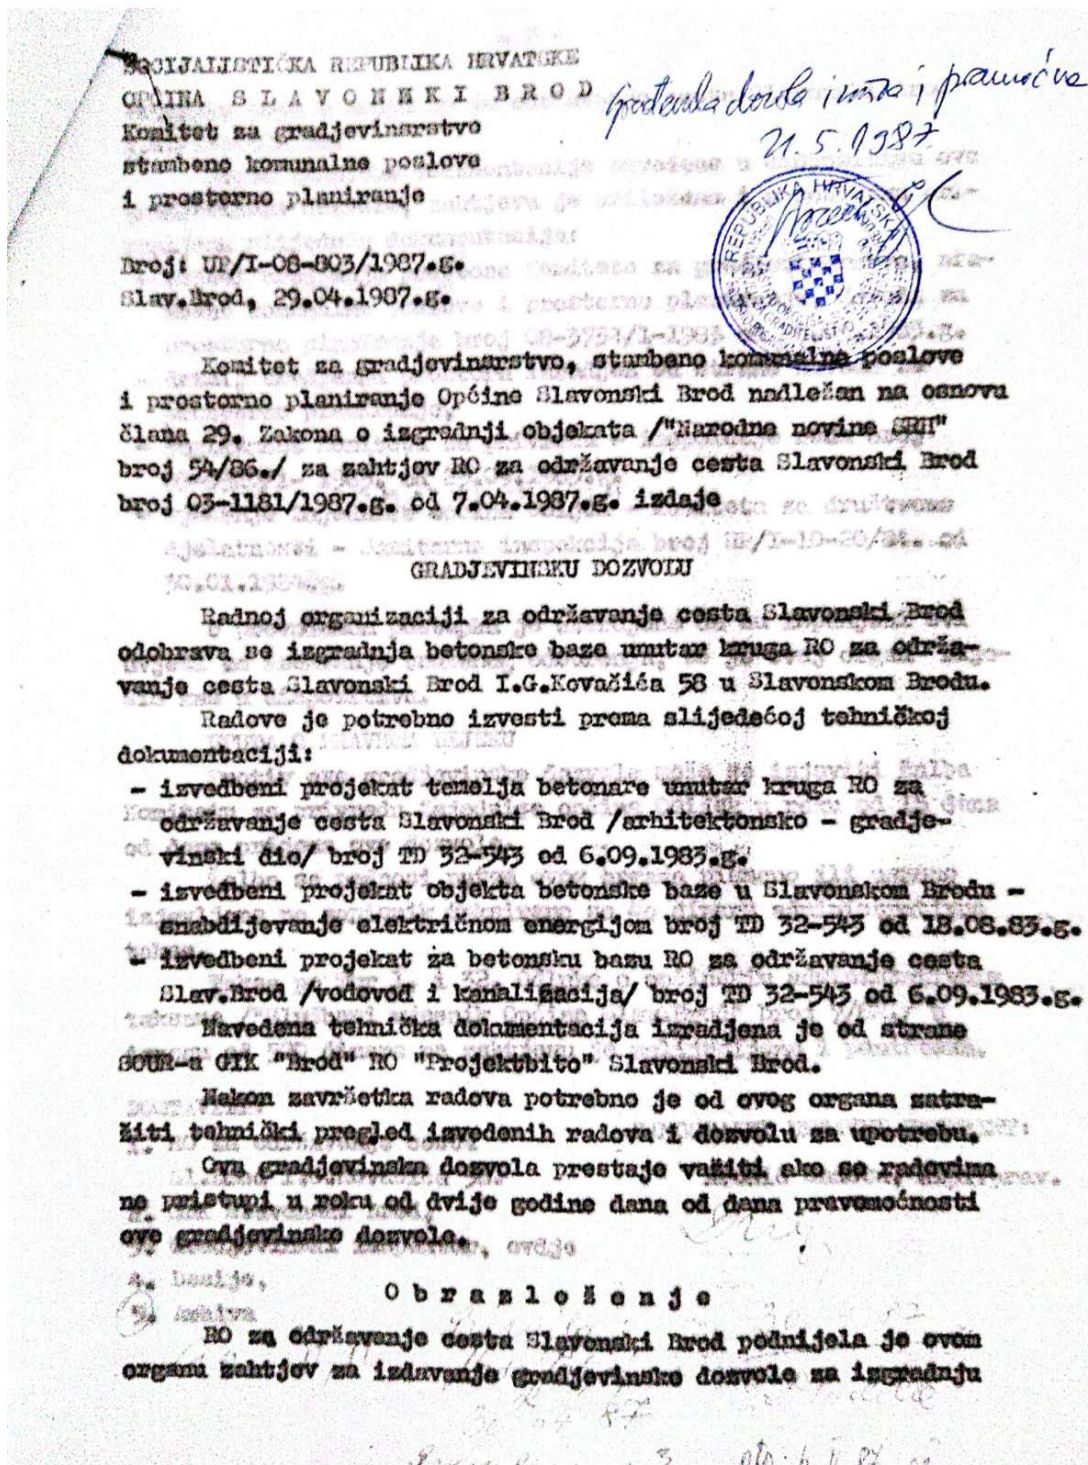 SOCIJALISTIČKA REPUBLIKA HRVATSKE
OPĆINA S L A V O N S K I B R O D
Komitet za gradjevinarstvo
stambeno komunalne poslove
i prostorno planiranje
21.5.1987
REPUBLIKA HRVATSKA
Broj: UP/I-08-803/1987.g.
Slav.Brod, 29.04.1987.g.
Komitet za gradjevinarstvo, stambeno komunalne poslove
i prostorno planiranje Općine Slavonski Brod nadležan na osnovu
člana 29. Zakona o izgradnji objekata /"Narodne novine SRH"
broj 54/86./ za zahtjev RO za održavanje cesta Slavonski Brod
broj 03-1181/1987.g. od 7.04.1987.g. izdaje
GRADJEVINSKU DOZVOLU
Radnoj organizaciji za održavanje cesta Slavonski Brod
odobrava se izgradnja betonske baze unutar kruga RO za održa-
vanje cesta Slavonski Brod I.G.Kovačića 58 u Slavonskom Brodu.
Radove je potrebno izvesti prema slijedećoj tehničkoj
dokumentaciji:
- izvedbeni projekat temelja betonare unutar kruga RO za
održavanje cesta Slavonski Brod /arhitektonsko - gradje-
vinski dio/ broj TD 32-543 od 6.09.1983.g.
- izvedbeni projekat objekta betonske baze u Slavonskom Brodu -
snabdijevanje električnom energijom broj TD 32-543 od 18.08.83.g.
- izvedbeni projekat za betonsku bazu RO za održavanje cesta
Slav.Brod /vodovod i kanalizacija/ broj TD 32-543 od 6.09.1983.g.
Navedena tehnička dokumentacija izradjena je od strane
SOUR-a GIK "Brod" RO "Projektbito" Slavonski Brod.
Nakon završetka radova potrebno je od ovog organa zatra-
žiti tehnički pregled izvedenih radova i dozvolu za upotrebu.
Ova gradjevinska dozvola prestaje važiti ako se radovima
ne pristupi u roku od dvije godine dana od dana pravomoćnosti
ove gradjevinske dozvole.
ovdje
4. Denije,
5. Arhiva
O b r a z l o ž e n j e
RO za održavanje cesta Slavonski Brod podnijela je ovom
organu zahtjev za izdavanje gradjevinske dozvole za izgradnju